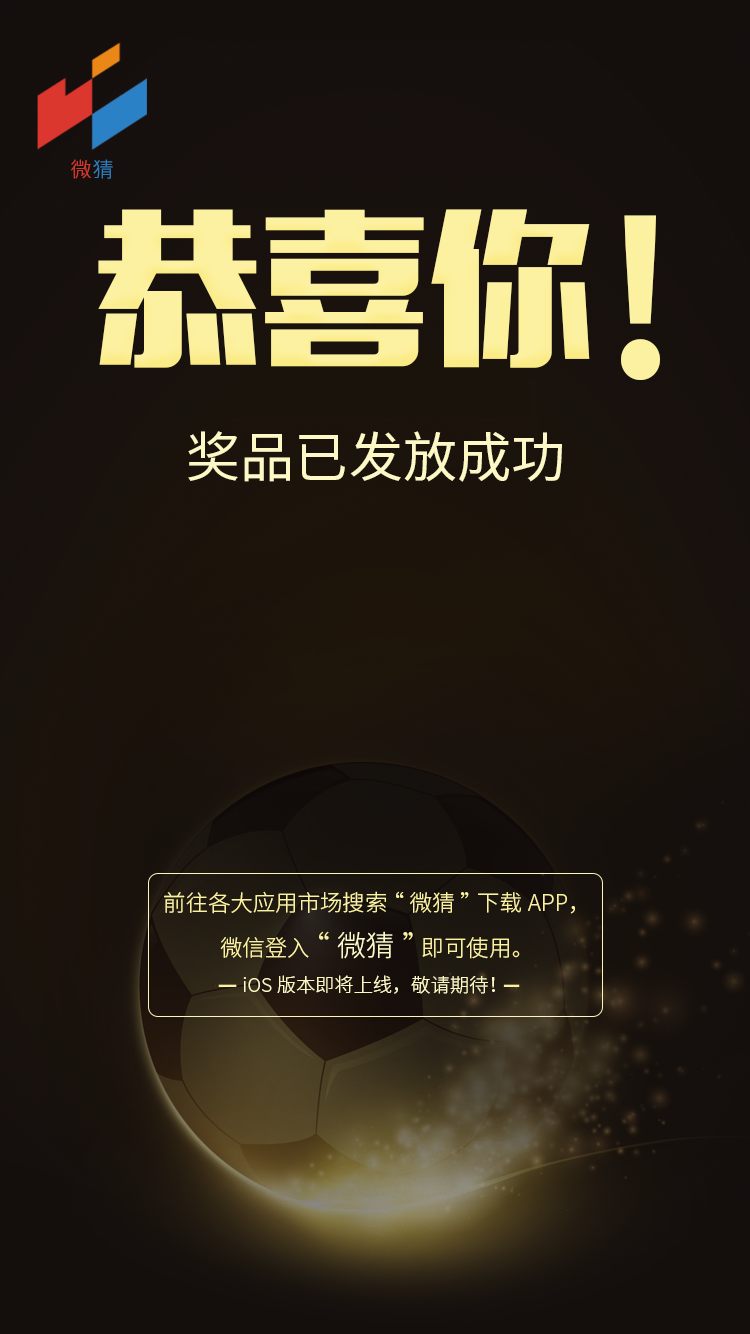 微猜
恭喜你！
奖品已发放成功
前往各大应用市场搜索“微猜”下载 APP，
微信登入“微猜”即可使用。
— iOS 版本即将上线，敬请期待！—